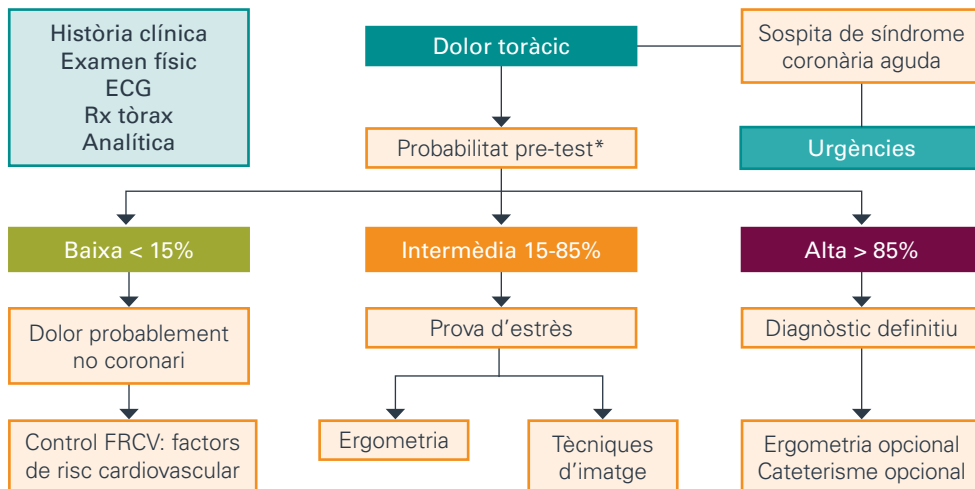 Història clínica
Examen físic
ECG
Rx tòrax
Analítica
Dolor toràcic
Sospita de síndrome
coronària aguda
Probabilitat pre-test*
Urgències
Baixa < 15%
Intermèdia 15-85%
Alta > 85%
Dolor probablement
no coronari
Prova d'estrès
Diagnòstic definitiu
Control FRCV: factors
de risc cardiovascular
Ergometria
Tècniques
d'imatge
Ergometria opcional
Cateterisme opcional